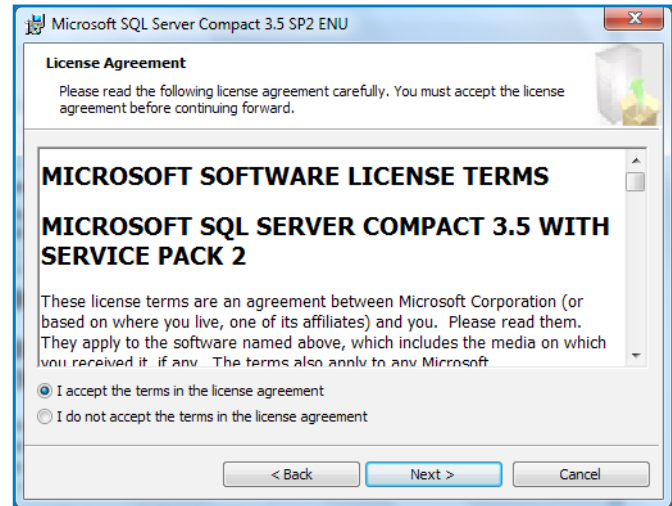 Microsoft SQL Server Compact 3.5 SP2 ENU
License Agreement
Please read the following license agreement carefully. You must accept the license
agreement before continuing forward.
MICROSOFT SOFTWARE LICENSE TERMS
MICROSOFT SQL SERVER COMPACT 3.5 WITH
SERVICE PACK 2
These license terms are an agreement between Microsoft Corporation (or
based on where you live, one of its affiliates) and you.  Please read them.
They apply to the software named above, which includes the media on which
you received it, if any.  The terms also apply to any Microsoft
I accept the terms in the license agreement
I do not accept the terms in the license agreement
< Back
Next >
Cancel